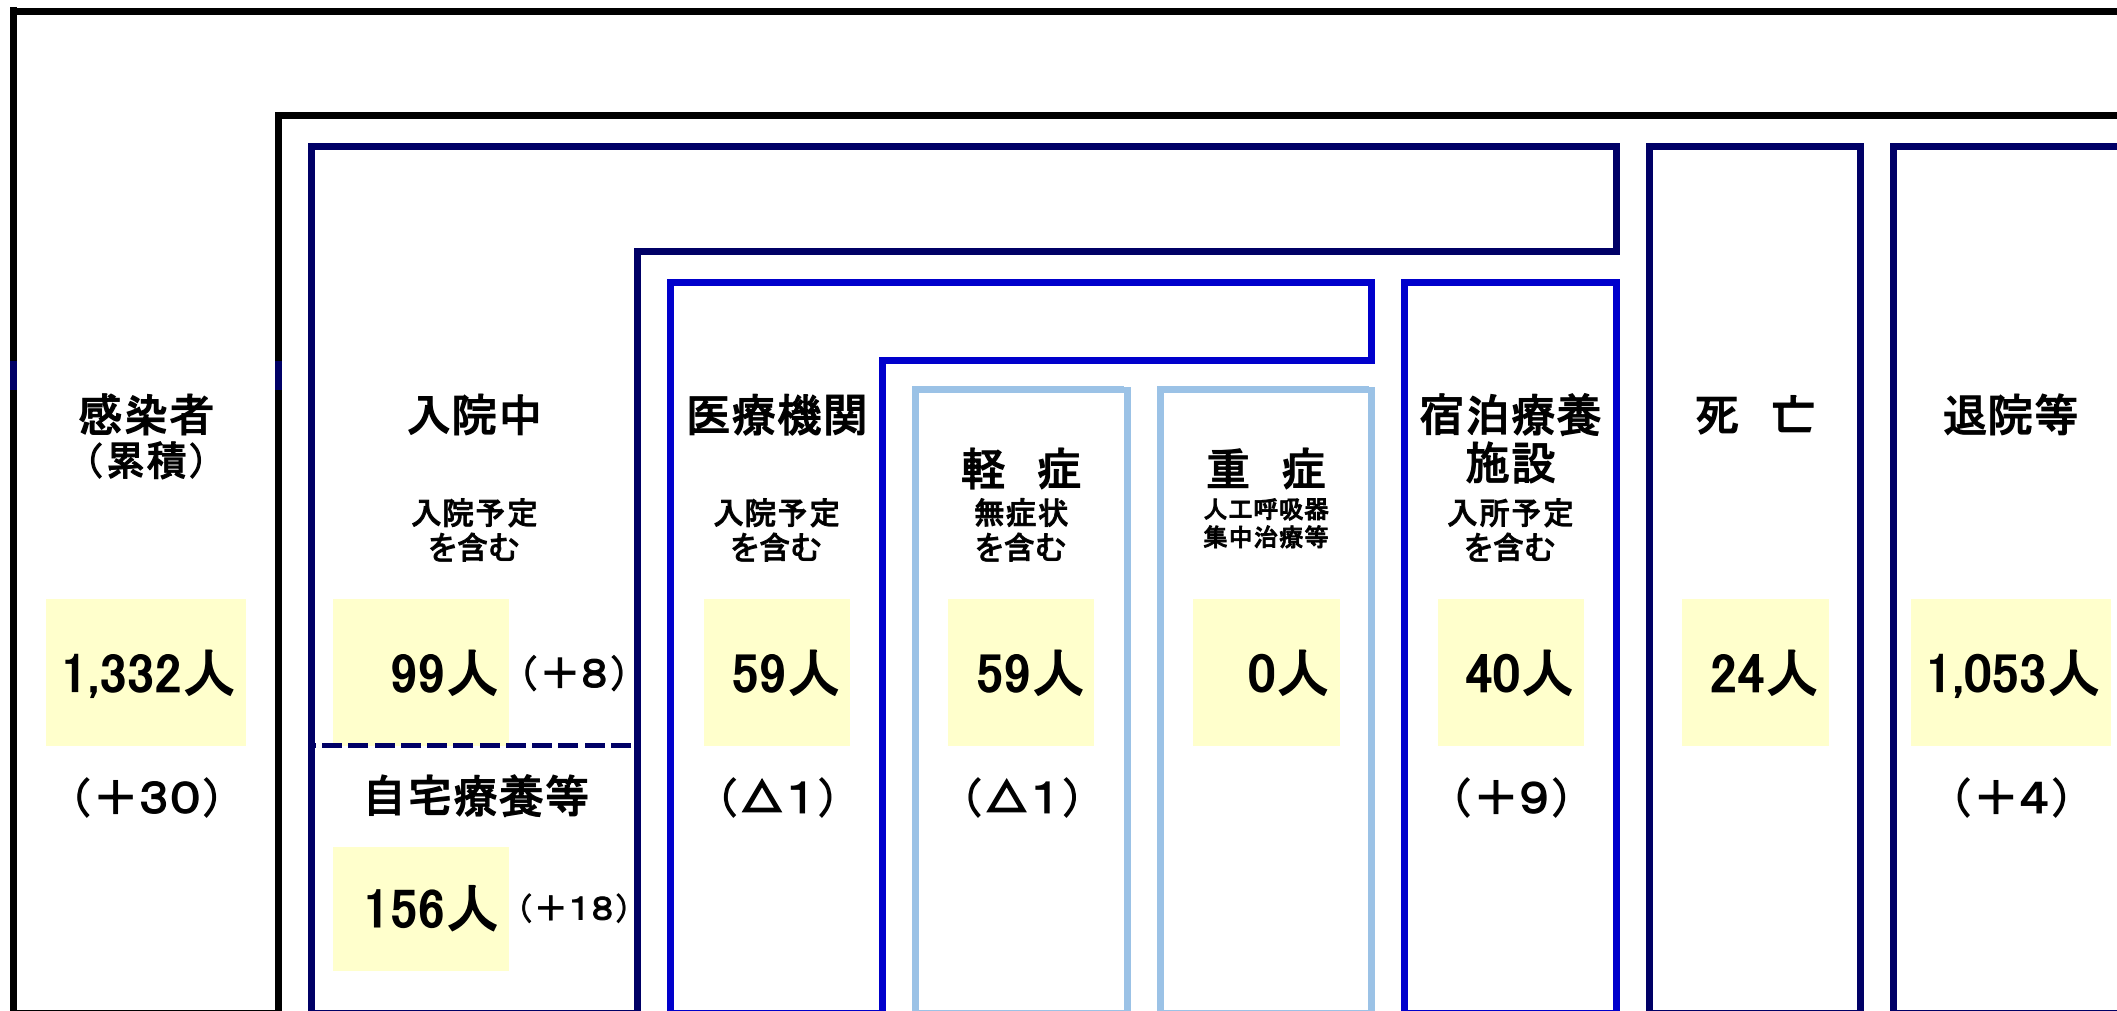 感染者
（累積）
1,332人
（＋30）
入院中
入院予定
を含む
99人（＋8）
自宅療養等
156人（＋18）
医療機関
入院予定
を含む
59人
（△1）
軽 症
無症状
を含む
59人
（△1）
重 症
人工呼吸器
集中治療等
0人
宿泊療養
施設
入所予定
を含む
40人
（＋9）
死 亡
24人
退院等
1,053人
（＋4）